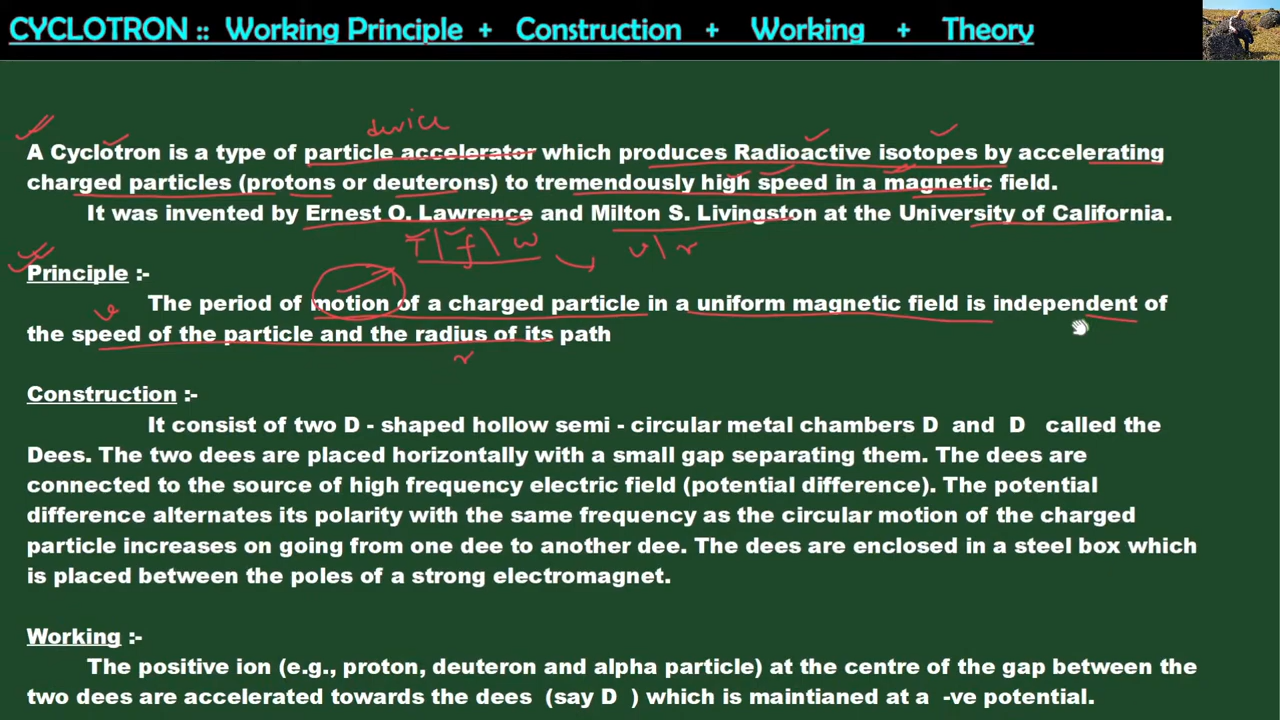 CYCLOTRON :: Working Principle + Construction + Working + Theory
device
A Cyclotron is a type of particle accelerator which produces Radioactive isotopes by accelerating
charged particles (protons or deuterons) to tremendously high speed in a magnetic field.
It was invented by Ernest O. Lawrence and Milton S. Livingston at the University of California.
T | f | w v | r
Principle :-
The period of motion of a charged particle in a uniform magnetic field is independent of
v
the speed of the particle and the radius of its path
r
Construction :-
It consist of two D - shaped hollow semi - circular metal chambers D and D called the
Dees. The two dees are placed horizontally with a small gap separating them. The dees are
connected to the source of high frequency electric field (potential difference). The potential
difference alternates its polarity with the same frequency as the circular motion of the charged
particle increases on going from one dee to another dee. The dees are enclosed in a steel box which
is placed between the poles of a strong electromagnet.
Working :-
The positive ion (e.g., proton, deuteron and alpha particle) at the centre of the gap between the
two dees are accelerated towards the dees (say D ) which is maintianed at a -ve potential.